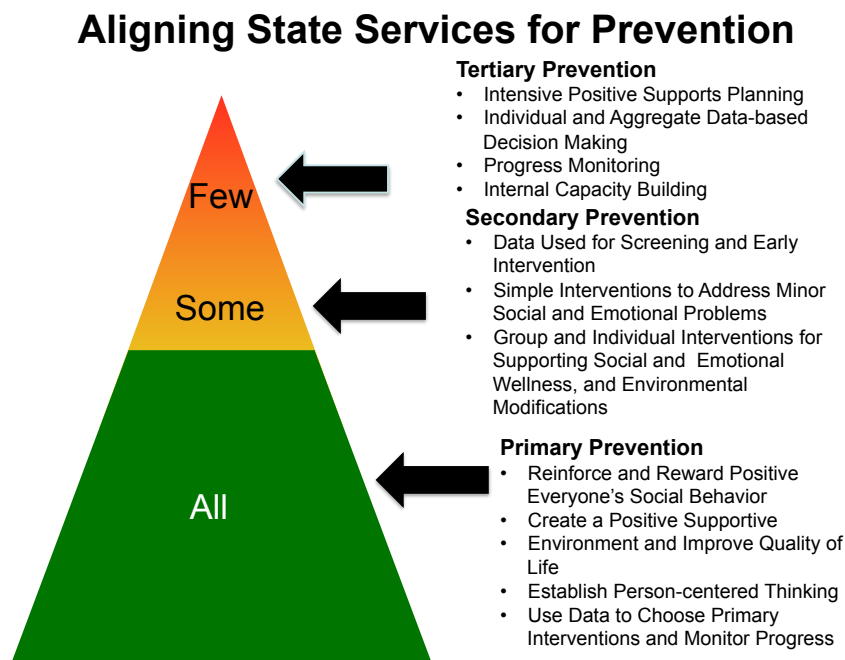 Aligning State Services for Prevention
Tertiary Prevention
• Intensive Positive Supports Planning
• Individual and Aggregate Data-based
Decision Making
• Progress Monitoring
• Internal Capacity Building
Few
Secondary Prevention
• Data Used for Screening and Early
Intervention
• Simple Interventions to Address Minor
Social and Emotional Problems
• Group and Individual Interventions for
Supporting Social and Emotional
Wellness, and Environmental
Modifications
Some
Primary Prevention
• Reinforce and Reward Positive
Everyone’s Social Behavior
• Create a Positive Supportive
• Environment and Improve Quality of
Life
• Establish Person-centered Thinking
• Use Data to Choose Primary
Interventions and Monitor Progress
All